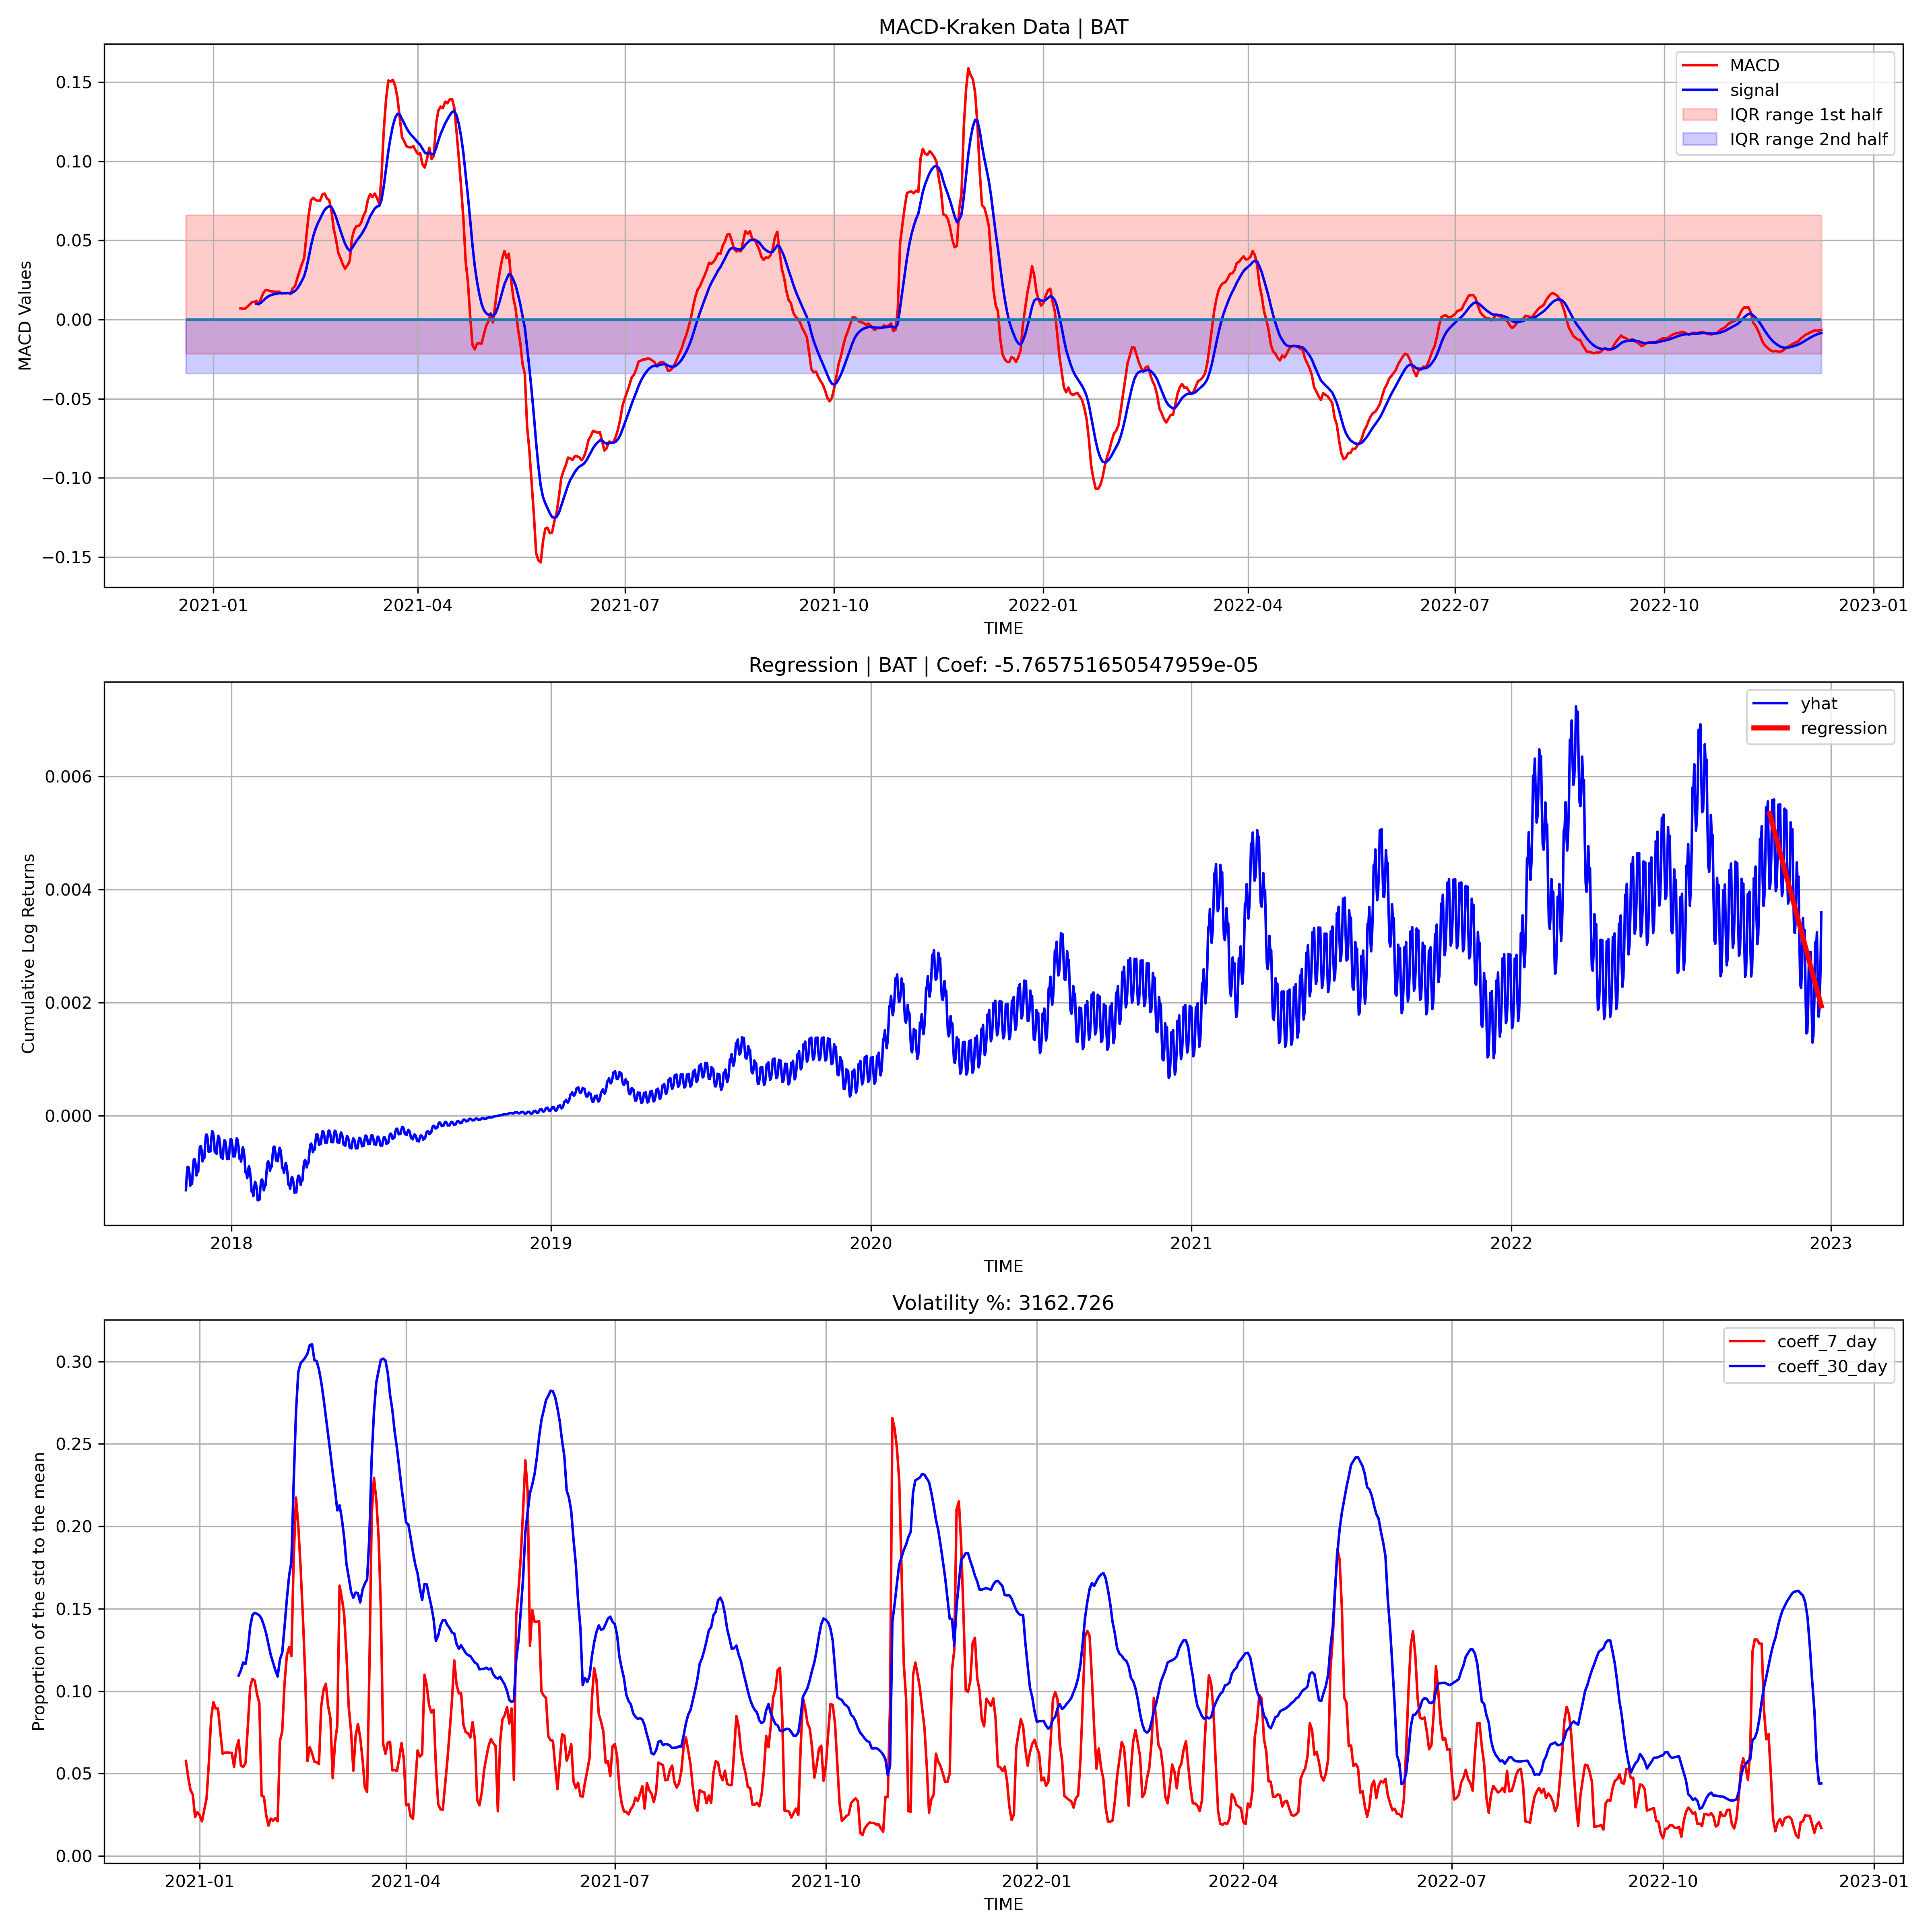 MACD-Kraken Data | BAT
MACD
signal
IQR range 1st half
IQR range 2nd half
MACD Values
0.15
0.10
0.05
0.00
−0.05
−0.10
−0.15
2021-01 2021-04 2021-07 2021-10 2022-01 2022-04 2022-07 2022-10 2023-01
TIME
Regression | BAT | Coef: -5.765751650547959e-05
yhat
regression
Cumulative Log Returns
0.006
0.004
0.002
0.000
2018 2019 2020 2021 2022 2023
TIME
Volatility %: 3162.726
coeff_7_day
coeff_30_day
Proportion of the std to the mean
0.30
0.25
0.20
0.15
0.10
0.05
0.00
2021-01 2021-04 2021-07 2021-10 2022-01 2022-04 2022-07 2022-10 2023-01
TIME